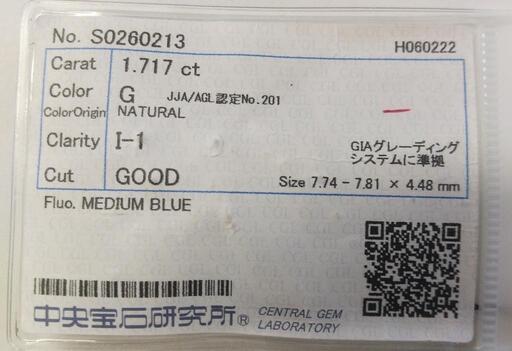 No. S0260213 H060222
Carat 1.717 ct
Color G JJA/AGL認定No.201
ColorOrigin NATURAL
Clarity I-1 GIAグレーディング
システムに準拠
Cut GOOD Size 7.74 - 7.81 × 4.48 mm
Fluo. MEDIUM BLUE
中央宝石研究所® CENTRAL GEM
LABORATORY